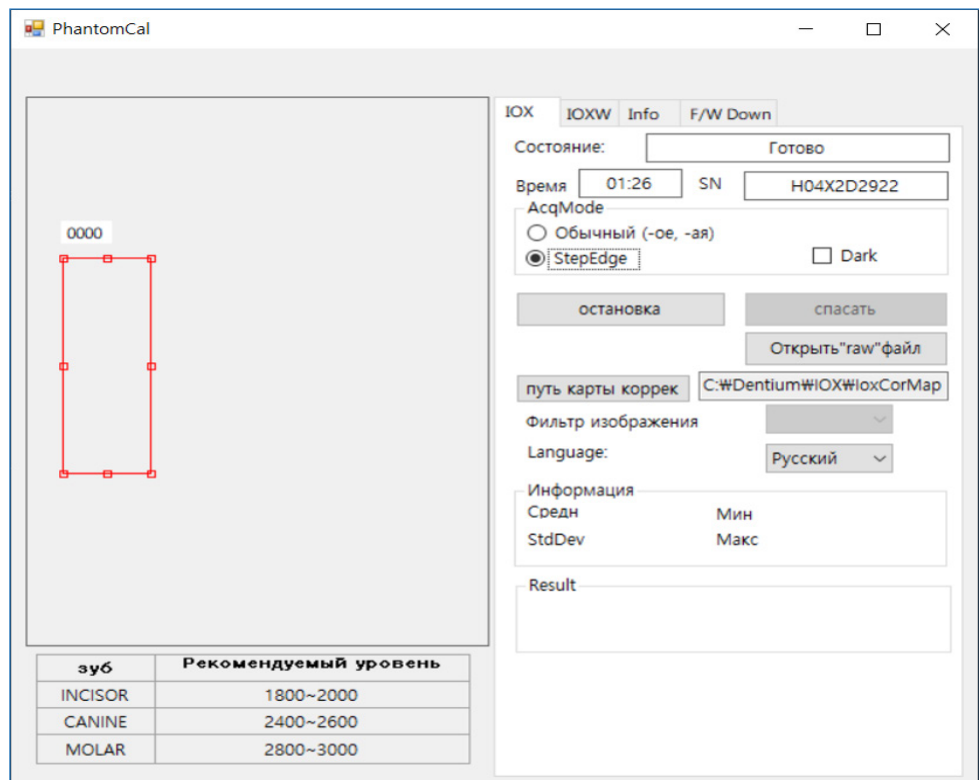 PhantomCal
IOX IOXW Info F/W Down
Состояние: Готово
Время 01:26 SN H04X2D2922
AcqMode
Обычный (-ое, -ая)
StepEdge Dark
0000
остановка спасать
Открыть"raw"файл
путь карты коррек C:₩Dentium₩IOX₩IoxCorMap
Фильтр изображения
Language: Русский
Информация
Средн Мин
StdDev Макс
Result
зуб Рекомендуемый уровень
INCISOR 1800~2000
CANINE 2400~2600
MOLAR 2800~3000